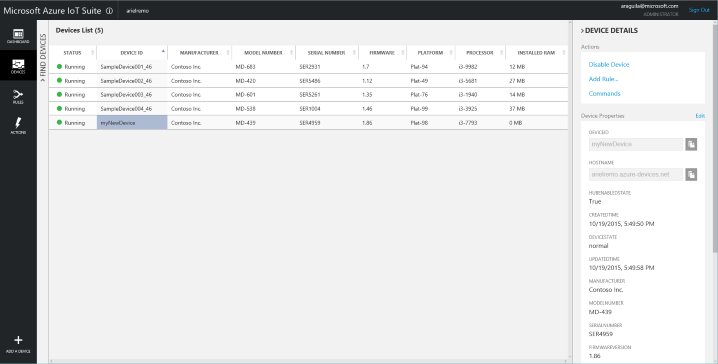 Microsoft Azure IoT Suite
arielremo
araguila@microsoft.com
ADMINISTRATOR
Sign Out
DASHBOARD
DEVICES
RULES
ACTIONS
ADD A DEVICE
> FIND DEVICES
Devices List (5)
STATUS DEVICE ID MANUFACTURER MODEL NUMBER SERIAL NUMBER FIRMWARE PLATFORM PROCESSOR INSTALLED RAM
Running SampleDevice001_46 Contoso Inc. MD-683 SER2931 1.7 Plat-94 i3-9982 12 MB
Running SampleDevice002_46 Contoso Inc. MD-420 SER5486 1.12 Plat-49 i3-5681 27 MB
Running SampleDevice003_46 Contoso Inc. MD-601 SER5261 1.35 Plat-76 i3-1940 14 MB
Running SampleDevice004_46 Contoso Inc. MD-538 SER1004 1.46 Plat-99 i3-3925 37 MB
Running myNewDevice Contoso Inc. MD-439 SER4959 1.86 Plat-98 i3-7793 0 MB
> DEVICE DETAILS
Actions
Disable Device
Add Rule...
Commands
Device Properties Edit
DEVICEID
myNewDevice
HOSTNAME
arielremo.azure-devices.net
HUBENABLEDSTATE
True
CREATEDTIME
10/19/2015, 5:49:50 PM
DEVICESTATE
normal
UPDATEDTIME
10/19/2015, 5:49:58 PM
MANUFACTURER
Contoso Inc.
MODELNUMBER
MD-439
SERIALNUMBER
SER4959
FIRMWAREVERSION
1.86